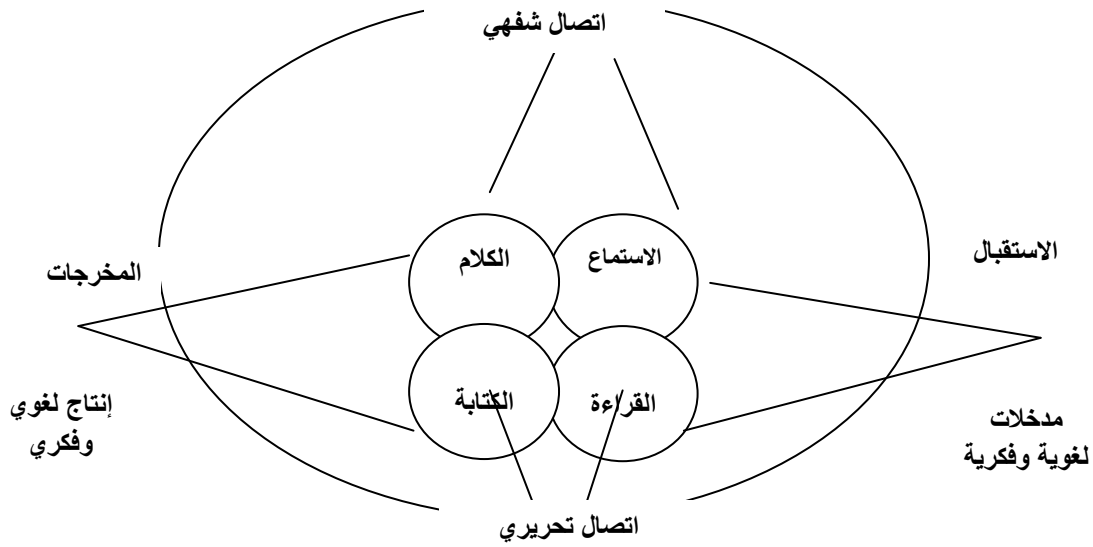 اتصال شفهي
الاستماع
الكلام
الاستقبال
المخرجات
القراءة
الكتابة
مدخلات
لغوية وفكرية
إنتاج لغوي
وفكري
اتصال تحريري